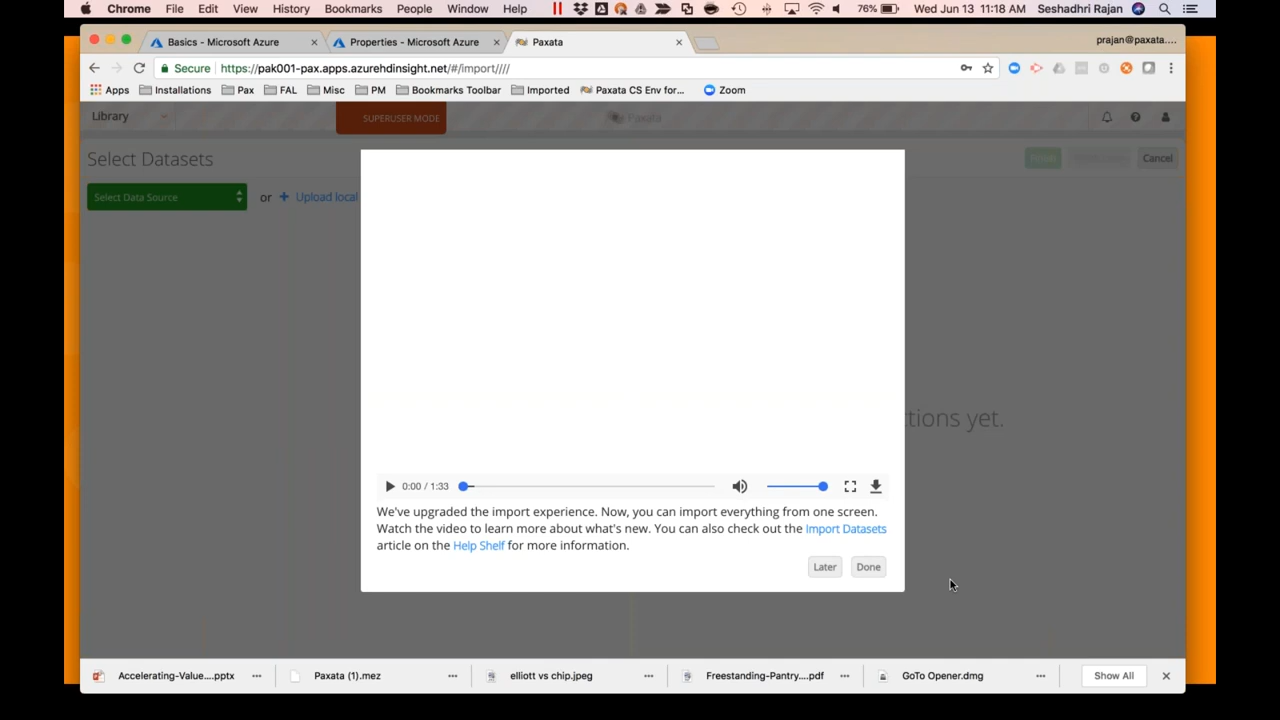 Chrome File Edit View History Bookmarks People Window Help 76% Wed Jun 13 11:18 AM Seshadhri Rajan
Basics - Microsoft Azure Properties - Microsoft Azure Paxata prajan@paxata....
Secure https://pak001-pax.apps.azurehdinsight.net/#/import////
Apps Installations Pax FAL Misc PM Bookmarks Toolbar Imported Paxata CS Env for... Zoom
Library SUPERUSER MODE Paxata
Select Datasets Cancel
Select Data Source or + Upload local
ctions yet.
0:00 / 1:33
We've upgraded the import experience. Now, you can import everything from one screen.
Watch the video to learn more about what's new. You can also check out the Import Datasets
article on the Help Shelf for more information.
Later Done
Accelerating-Value....pptx Paxata (1).mez elliott vs chip.jpeg Freestanding-Pantry....pdf GoTo Opener.dmg Show All